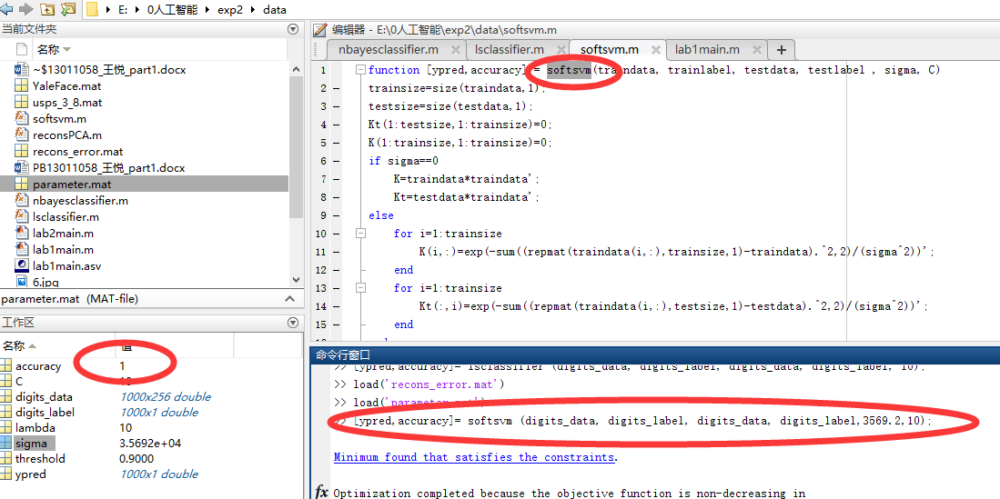 E: ▸ 0人工智能 ▸ exp2 ▸ data
当前文件夹
名称
~$13011058_王悦_part1.docx
YaleFace.mat
usps_3_8.mat
softsvm.m
reconsPCA.m
recons_error.mat
PB13011058_王悦_part1.docx
parameter.mat
nbayesclassifier.m
lsclassifier.m
lab2main.m
lab1main.m
lab1main.asv
6.jpg
parameter.mat (MAT-file)
工作区
名称 值
accuracy 1
C 10
digits_data 1000x256 double
digits_label 1000x1 double
lambda 10
sigma 3.5692e+04
threshold 0.9000
ypred 1000x1 double
编辑器 - E:\0人工智能\exp2\data\softsvm.m
nbayesclassifier.m × lsclassifier.m × softsvm.m × lab1main.m × +
1 function [ypred,accuracy] = softsvm(traindata, trainlabel, testdata, testlabel , sigma, C)
2 – trainsize=size(traindata,1);
3 – testsize=size(testdata,1);
4 – Kt(1:testsize,1:trainsize)=0;
5 – K(1:trainsize,1:trainsize)=0;
6 – if sigma==0
7 – K=traindata*traindata';
8 – Kt=testdata*traindata';
9 – else
10 – for i=1:trainsize
11 – K(i,:)=exp(-sum((repmat(traindata(i,:),trainsize,1)-traindata).^2,2)/(sigma^2))';
12 – end
13 – for i=1:trainsize
14 – Kt(:,i)=exp(-sum((repmat(traindata(i,:),testsize,1)-testdata).^2,2)/(sigma^2))';
15 – end
命令行窗口
>> [ypred,accuracy]= lsclassifier (digits_data, digits_label, digits_data, digits_label, 10);
>> load('recons_error.mat')
>> load('parameter.mat')
>> [ypred,accuracy]= softsvm (digits_data, digits_label, digits_data, digits_label,3569.2,10);
Minimum found that satisfies the constraints.
fx Optimization completed because the objective function is non-decreasing in